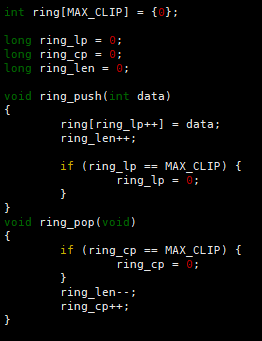 int ring[MAX_CLIP] = {0};

long ring_lp = 0;
long ring_cp = 0;
long ring_len = 0;

void ring_push(int data)
{
        ring[ring_lp++] = data;
        ring_len++;

        if (ring_lp == MAX_CLIP) {
                ring_lp = 0;
        }
}
void ring_pop(void)
{
        if (ring_cp == MAX_CLIP) {
                ring_cp = 0;
        }
        ring_len--;
        ring_cp++;
}